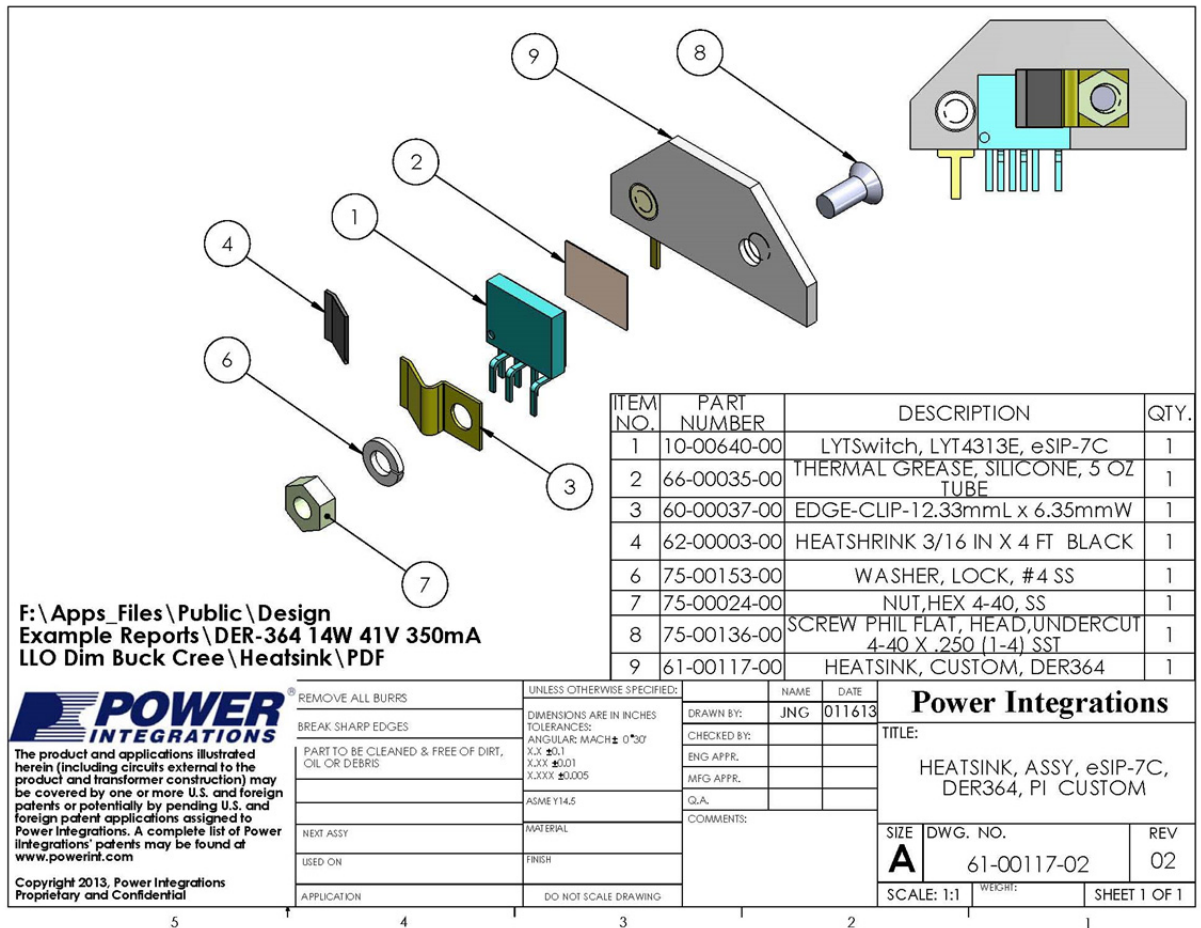 9
8
2
1
4
6
3
7
ITEM NO. PART NUMBER DESCRIPTION QTY.
1 10-00640-00 LYTSwitch, LYT4313E, eSIP-7C 1
2 66-00035-00 THERMAL GREASE, SILICONE, 5 OZ TUBE 1
3 60-00037-00 EDGE-CLIP-12.33mmL x 6.35mmW 1
4 62-00003-00 HEATSHRINK 3/16 IN X 4 FT BLACK 1
6 75-00153-00 WASHER, LOCK, #4 SS 1
7 75-00024-00 NUT,HEX 4-40, SS 1
8 75-00136-00 SCREW PHIL FLAT, HEAD,UNDERCUT 4-40 X .250 (1-4) SST 1
9 61-00117-00 HEATSINK, CUSTOM, DER364 1
F:\Apps_Files\Public\Design
Example Reports\DER-364 14W 41V 350mA
LLO Dim Buck Cree\Heatsink\PDF
POWER ®
INTEGRATIONS
The product and applications illustrated
herein (including circuits external to the
product and transformer construction) may
be covered by one or more U.S. and foreign
patents or potentially by pending U.S. and
foreign patent applications assigned to
Power Integrations. A complete list of Power
iIntegrations' patents may be found at
www.powerint.com
Copyright 2013, Power Integrations
Proprietary and Confidential
REMOVE ALL BURRS
BREAK SHARP EDGES
PART TO BE CLEANED & FREE OF DIRT,
OIL OR DEBRIS
NEXT ASSY
USED ON
APPLICATION
UNLESS OTHERWISE SPECIFIED:
DIMENSIONS ARE IN INCHES
TOLERANCES:
ANGULAR: MACH± 0°30'
X.X ±0.1
X.XX ±0.01
X.XXX ±0.005
ASME Y14.5
MATERIAL
FINISH
DO NOT SCALE DRAWING
NAME DATE
DRAWN BY: JNG 011613
CHECKED BY:
ENG APPR.
MFG APPR.
Q.A.
COMMENTS:
Power Integrations
TITLE:
HEATSINK, ASSY, eSIP-7C,
DER364, PI CUSTOM
SIZE DWG. NO. REV
A 61-00117-02 02
SCALE: 1:1 WEIGHT: SHEET 1 OF 1
5 4 3 2 1